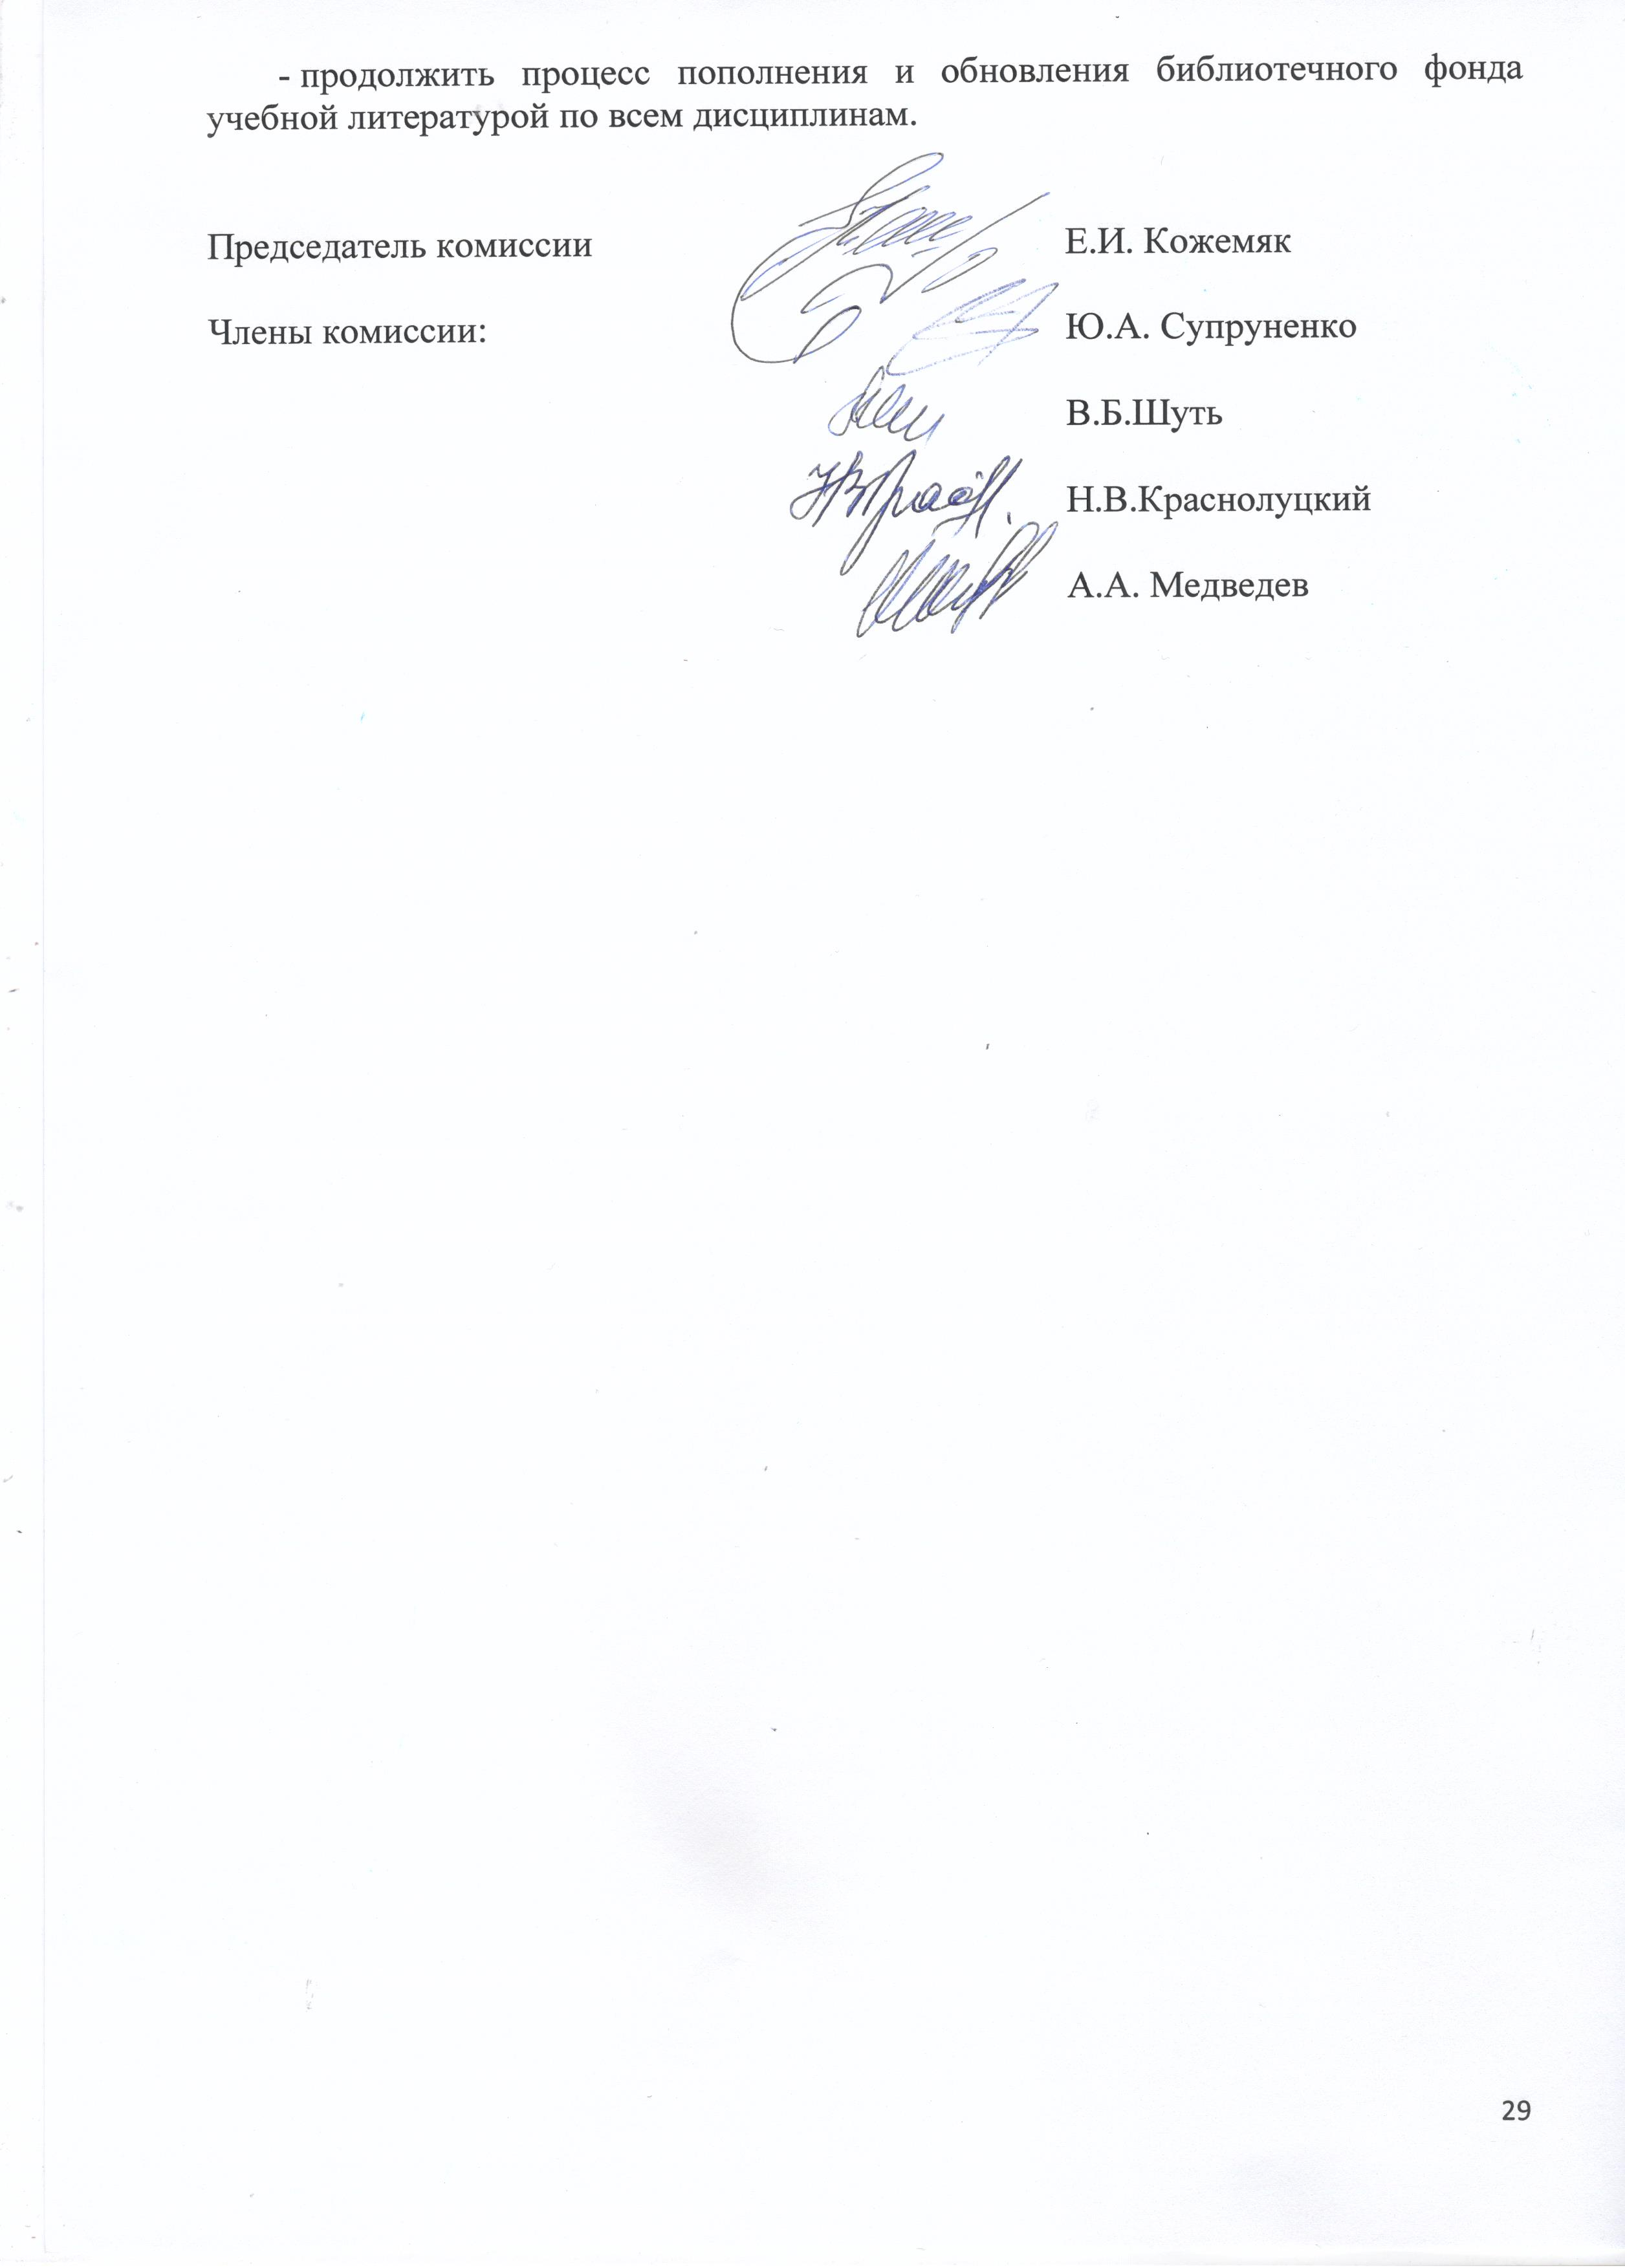 - продолжить процесс пополнения и обновления библиотечного фонда
учебной литературой по всем дисциплинам.
Председатель комиссии Е.И. Кожемяк
Члены комиссии: Ю.А. Супруненко
В.Б.Шуть
Н.В.Краснолуцкий
А.А. Медведев
29